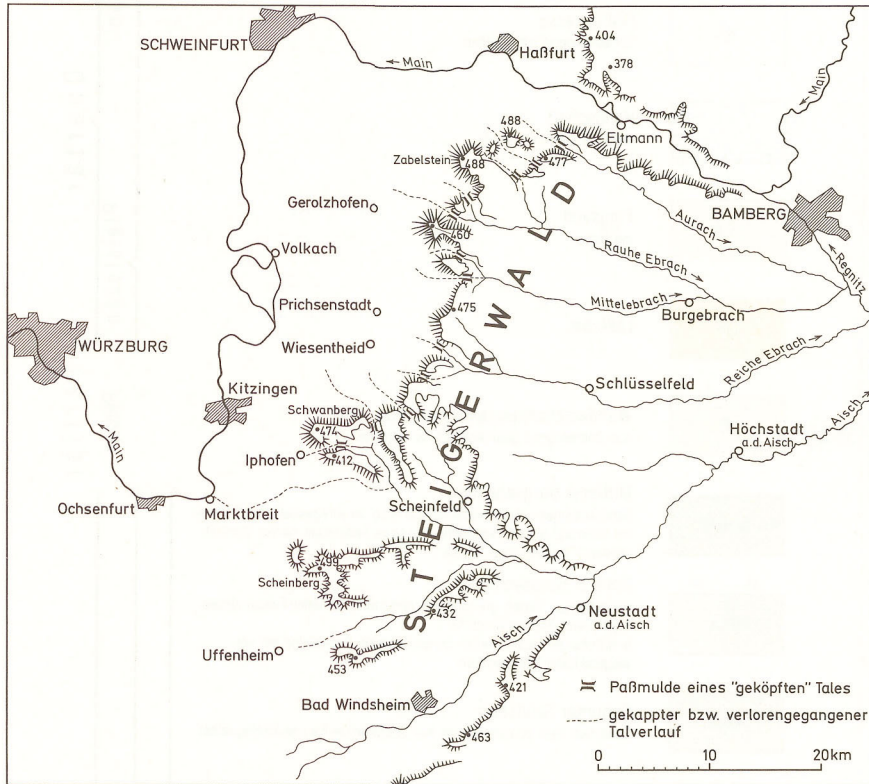 SCHWEINFURT
Main
Haßfurt
404
378
Main
488
Eltmann
Zabelstein
488
477
Gerolzhofen
BAMBERG
Aurach
460
Volkach
Rauhe Ebrach
Regnitz
Prichsenstadt
475
Mittelebrach
Burgebrach
WÜRZBURG
Wiesentheid
Reiche Ebrach
Kitzingen
Schlüsselfeld
Schwanberg
474
Aisch
Höchstadt
a.d. Aisch
Main
Iphofen
412
Ochsenfurt
Marktbreit
Scheinfeld
STEIGERWALD
499
Scheinberg
432
Neustadt
a.d. Aisch
Aisch
Uffenheim
453
421
Bad Windsheim
463
Paßmulde eines "geköpften" Tales
gekappter bzw. verlorengegangener
Talverlauf
0 10 20km